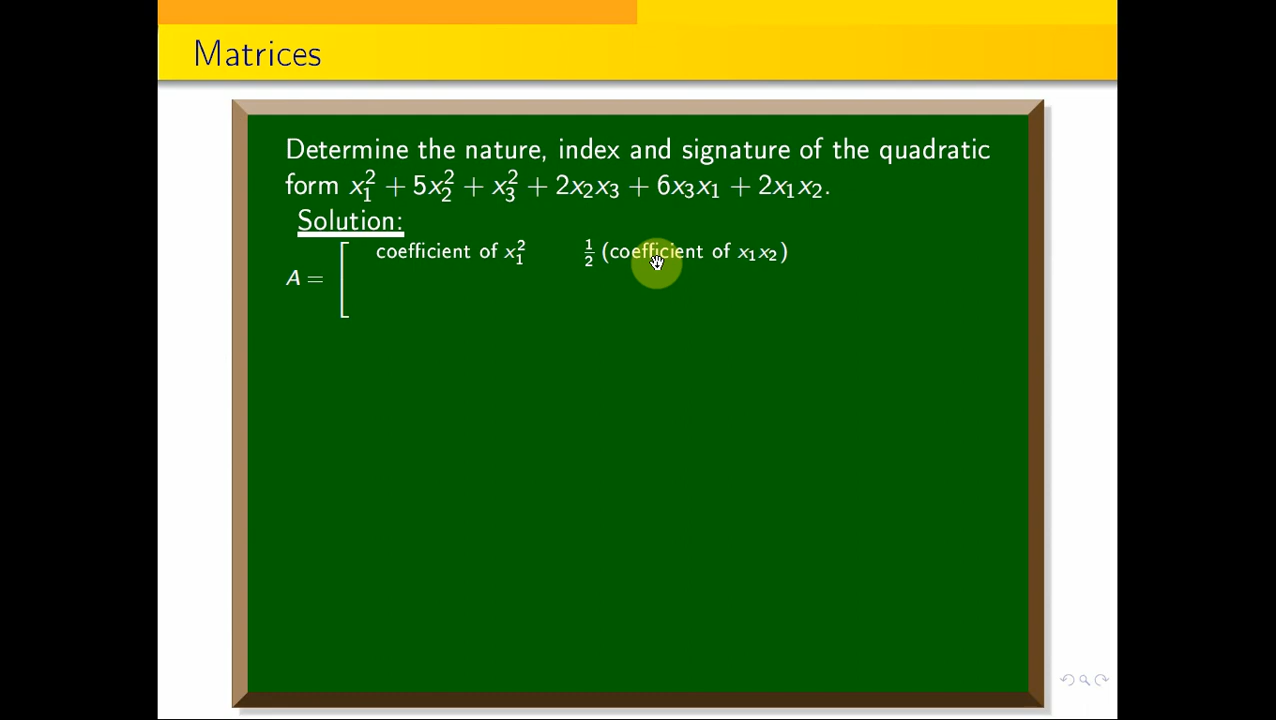 Matrices
Determine the nature, index and signature of the quadratic
form x₁² + 5x₂² + x₃² + 2x₂x₃ + 6x₃x₁ + 2x₁x₂.
Solution:
coefficient of x₁² ½ (coefficient of x₁x₂)
A = [